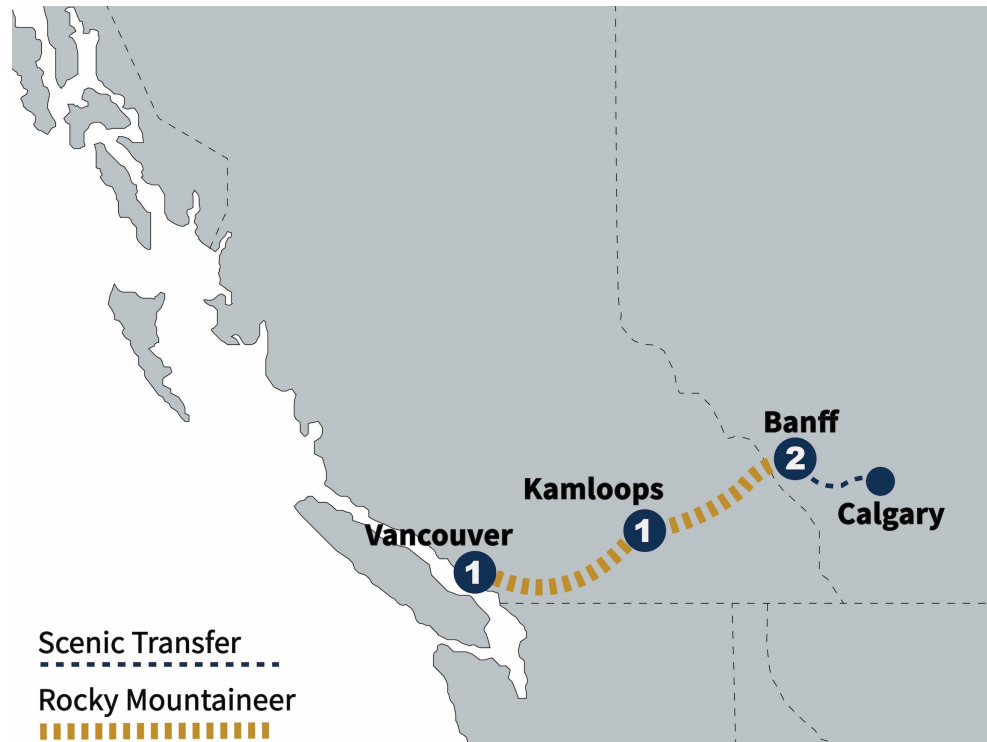 Banff
2
Kamloops
Calgary
1
Vancouver
1
Scenic Transfer
Rocky Mountaineer